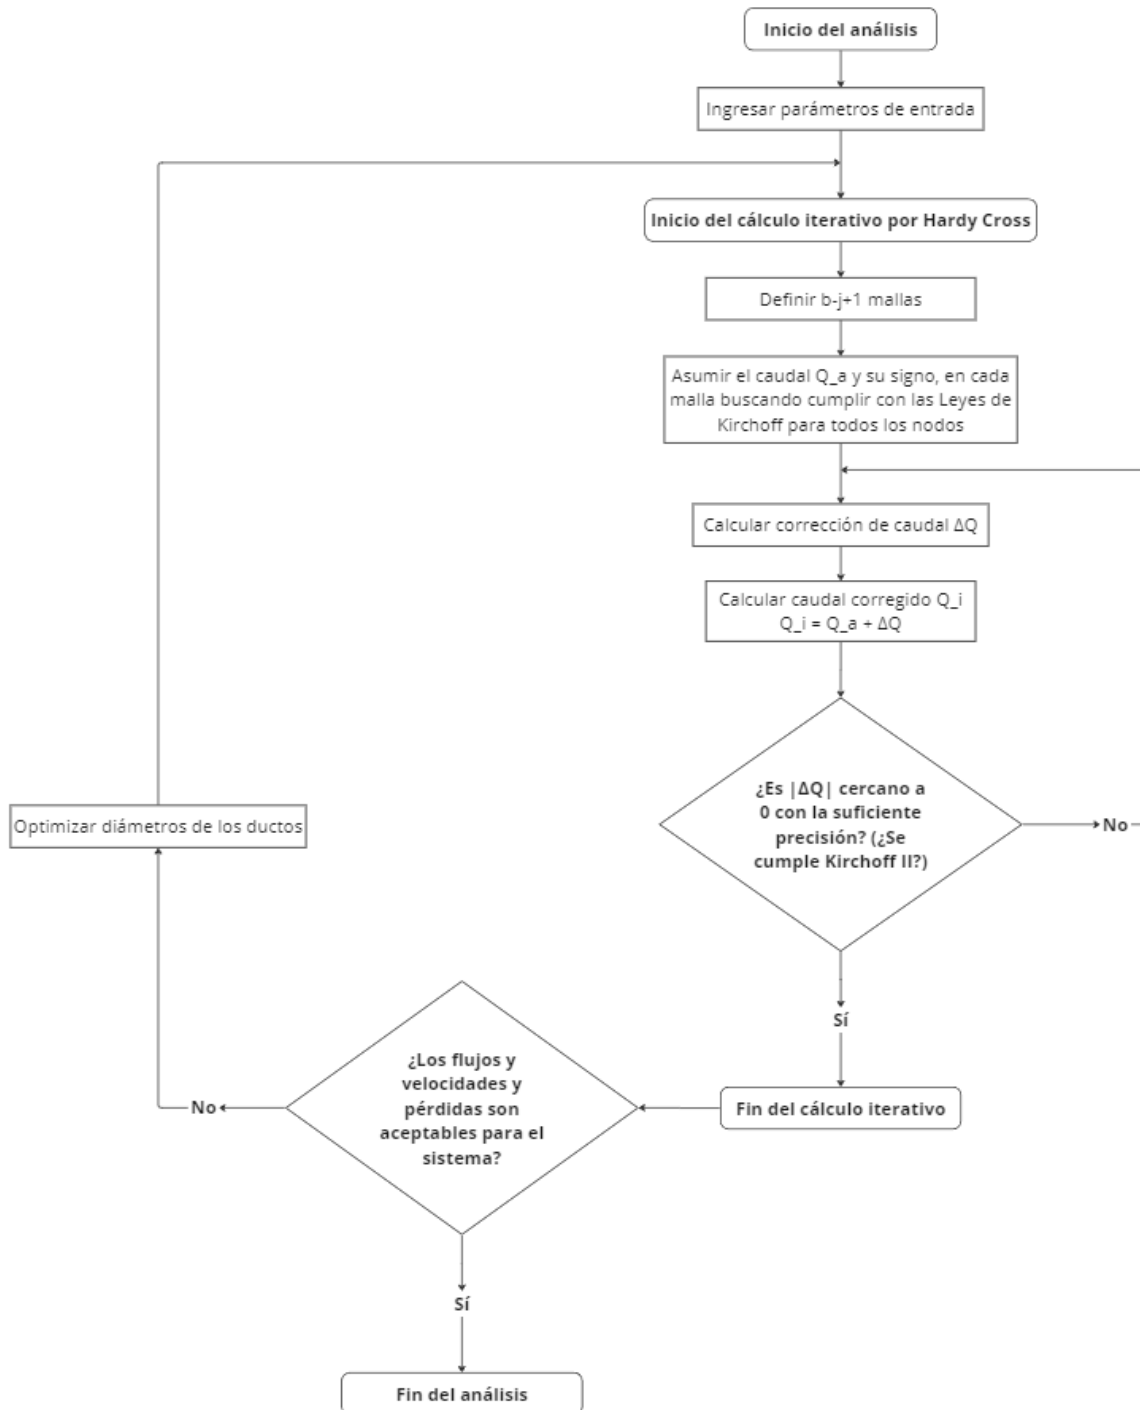 Inicio del análisis
Ingresar parámetros de entrada
Inicio del cálculo iterativo por Hardy Cross
Definir b-j+1 mallas
Asumir el caudal Q_a y su signo, en cada
malla buscando cumplir con las Leyes de
Kirchoff para todos los nodos
Calcular corrección de caudal ΔQ
Calcular caudal corregido Q_i
Q_i = Q_a + ΔQ
¿Es |ΔQ| cercano a
0 con la suficiente
precisión? (¿Se
cumple Kirchoff II?)
No
Sí
Fin del cálculo iterativo
¿Los flujos y
velocidades y
pérdidas son
aceptables para el
sistema?
No
Optimizar diámetros de los ductos
Sí
Fin del análisis